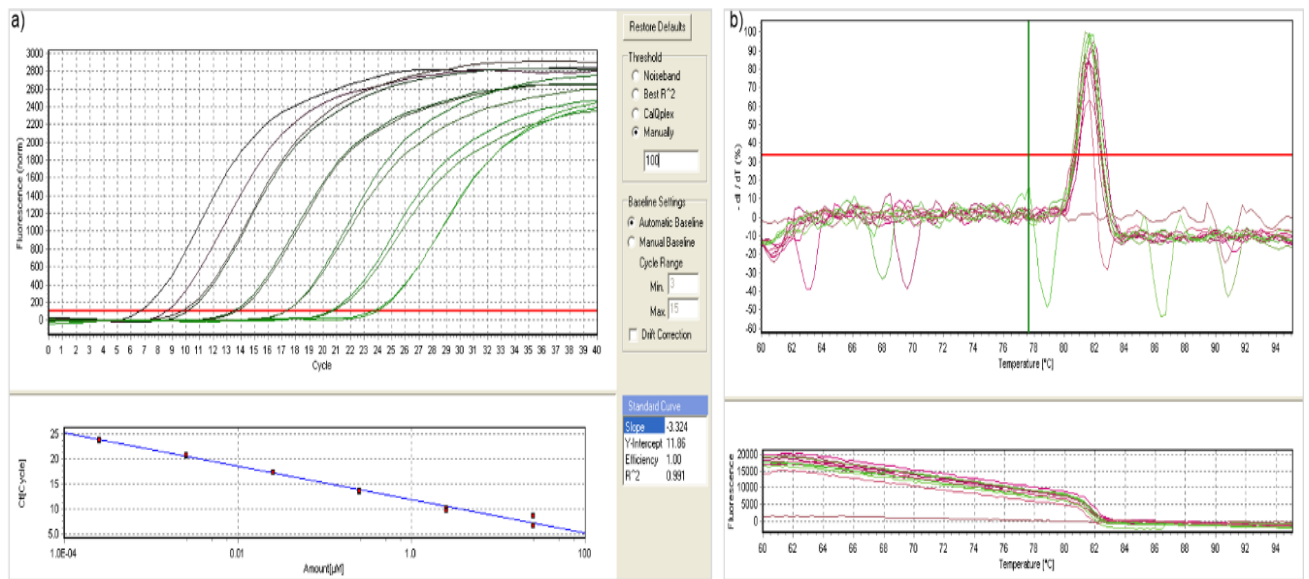 a)
3000
2800
2600
2400
2200
2000
1800
1600
1400
1200
1000
800
600
400
200
0
Fluorescence (norm)
0 1 2 3 4 5 6 7 8 9 10 11 12 13 14 15 16 17 18 19 20 21 22 23 24 25 26 27 28 29 30 31 32 33 34 35 36 37 38 39 40
Cycle
Restore Defaults
Threshold
Noiseband
Best R^2
CalQplex
Manually
100
Baseline Settings
Automatic Baseline
Manual Baseline
Cycle Range
Min. 3
Max. 15
Drift Correction
25
20
15
10
5.0
Ct[Cycle]
1.0E-04 0.01 1.0 100
Amount[µM]
Standard Curve
Slope -3.324
Y-Intercept 11.86
Efficiency 1.00
R^2 0.991
b)
100
90
80
70
60
50
40
30
20
10
0
-10
-20
-30
-40
-50
-60
- dI / dT (%)
60 62 64 66 68 70 72 74 76 78 80 82 84 86 88 90 92 94
Temperature [°C]
20000
15000
10000
5000
0
Fluorescence
60 62 64 66 68 70 72 74 76 78 80 82 84 86 88 90 92 94
Temperature [°C]